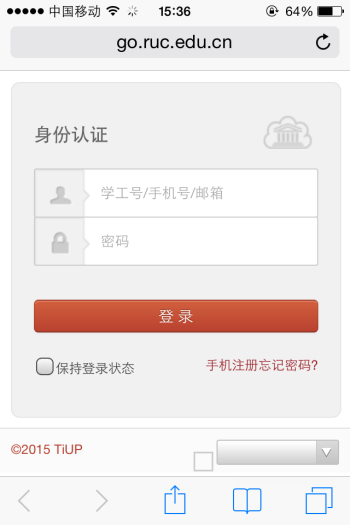 中国移动 15:36 64%
go.ruc.edu.cn
身份认证
学工号/手机号/邮箱
密码
登录
保持登录状态 手机注册忘记密码?
©2015 TiUP